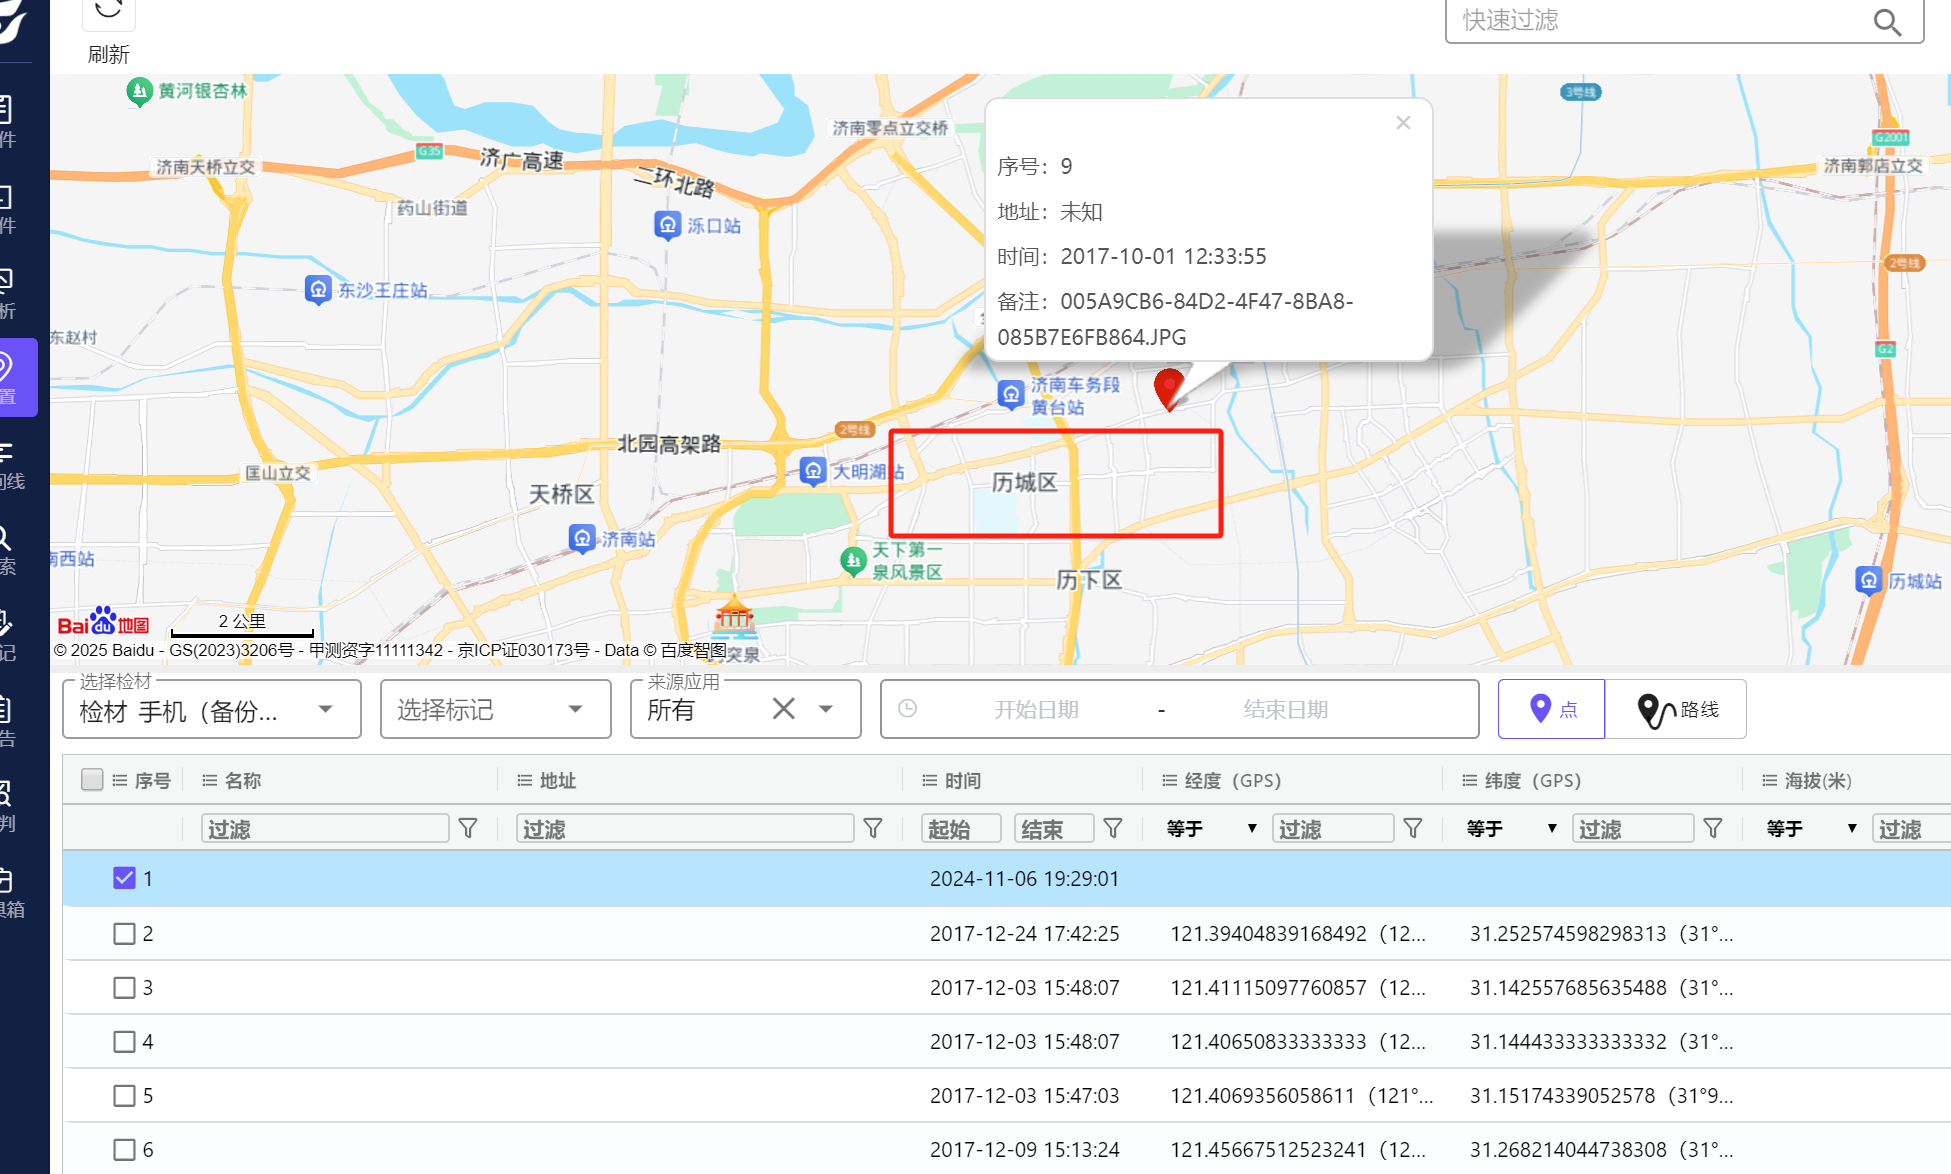 刷新
快速过滤
黄河银杏林
3号线
济南零点立交桥
G2001
G35
济广高速
济南天桥立交
二环北路
济南郭店立交
药山街道
泺口站
2号线
东沙王庄站
东赵村
G2
×
序号：9
地址：未知
时间：2017-10-01 12:33:55
备注：005A9CB6-84D2-4F47-8BA8-
085B7E6FB864.JPG
件
件
析
置
间线
索
记
告
判
具箱
济南车务段
黄台站
2号线
北园高架路
大明湖站
匡山立交
历城区
天桥区
济南站
南西站
天下第一
泉风景区
历下区
历城站
Baidu地图
2 公里
© 2025 Baidu - GS(2023)3206号 - 甲测资字11111342 - 京ICP证030173号 - Data © 百度智图
突泉
选择检材
检材 手机（备份...
选择标记
来源应用
所有
开始日期 - 结束日期
点
路线
序号 名称 地址 时间 经度（GPS） 纬度（GPS） 海拔(米)
过滤 过滤 起始 结束 等于 过滤 等于 过滤 等于 过滤
1 2024-11-06 19:29:01
2 2017-12-24 17:42:25 121.39404839168492（12... 31.252574598298313（31°...
3 2017-12-03 15:48:07 121.41115097760857（12... 31.142557685635488（31°...
4 2017-12-03 15:48:07 121.40650833333333（12... 31.144433333333332（31°...
5 2017-12-03 15:47:03 121.4069356058611（121°... 31.15174339052578（31°9...
6 2017-12-09 15:13:24 121.45667512523241（12... 31.268214044738308（31°...